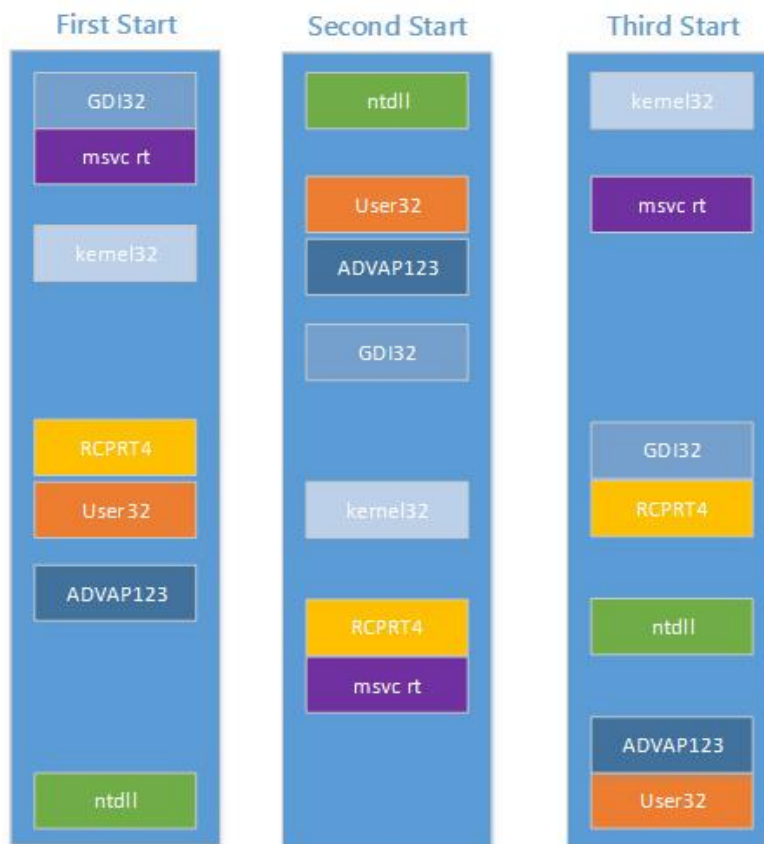 First Start
GDI32
msvc rt
kernel32
RCPRT4
User32
ADVAP123
ntdll
Second Start
ntdll
User32
ADVAP123
GDI32
kernel32
RCPRT4
msvc rt
Third Start
kernel32
msvc rt
GDI32
RCPRT4
ntdll
ADVAP123
User32